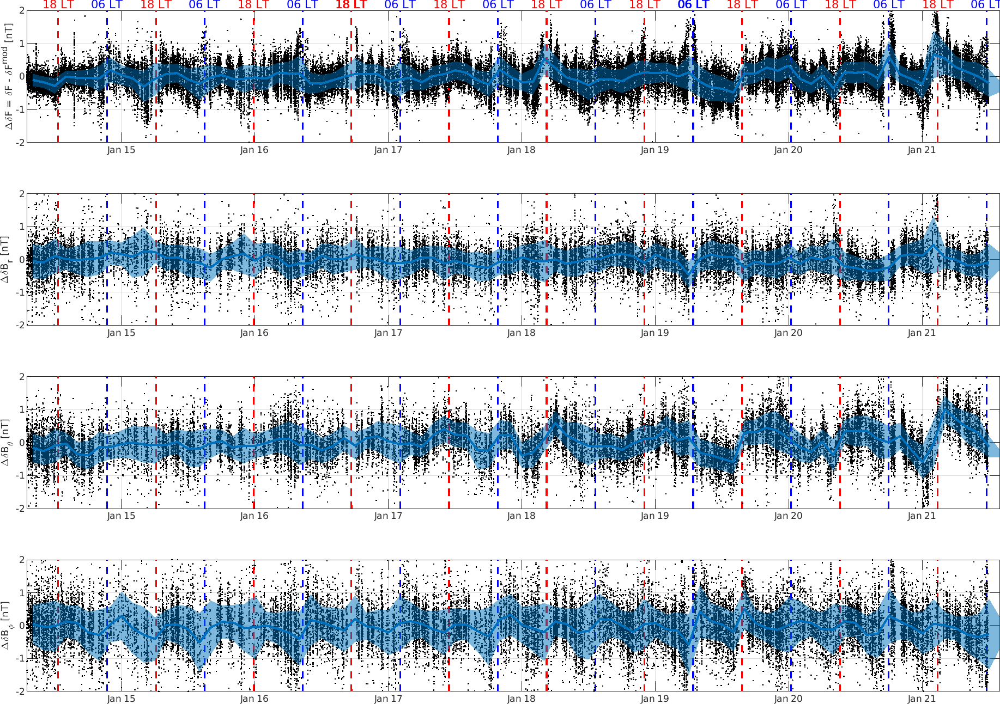 18 LT 06 LT 18 LT 06 LT 18 LT 06 LT 18 LT 06 LT 18 LT 06 LT 18 LT 06 LT 18 LT 06 LT 18 LT 06 LT 18 LT 06 LT 18 LT 06 LT
ΔδF = δF - δF^mod [nT]
2
1
0
-1
-2
Jan 15 Jan 16 Jan 17 Jan 18 Jan 19 Jan 20 Jan 21
ΔδB_r [nT]
2
1
0
-1
-2
Jan 15 Jan 16 Jan 17 Jan 18 Jan 19 Jan 20 Jan 21
ΔδB_θ [nT]
2
1
0
-1
-2
Jan 15 Jan 16 Jan 17 Jan 18 Jan 19 Jan 20 Jan 21
ΔδB_ϕ [nT]
2
1
0
-1
-2
Jan 15 Jan 16 Jan 17 Jan 18 Jan 19 Jan 20 Jan 21